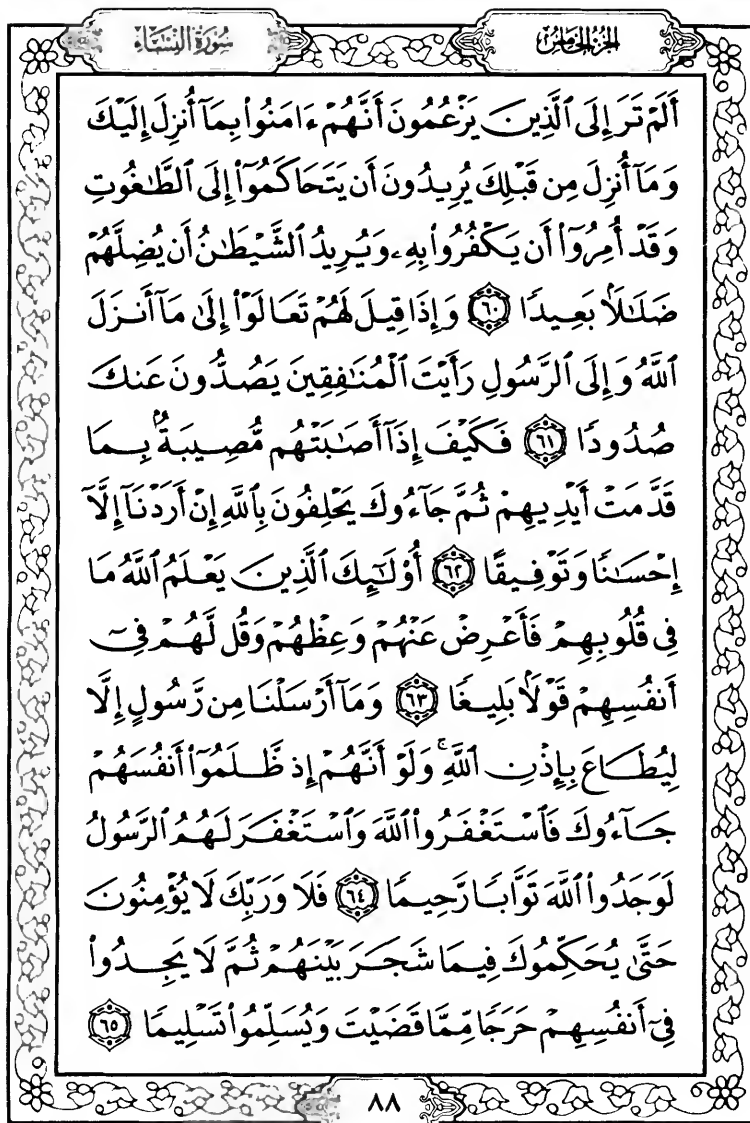 الجزء الخامس
سورة النساء
أَلَمْ تَرَ إِلَى ٱلَّذِينَ يَزْعُمُونَ أَنَّهُمْ ءَامَنُوا۟ بِمَآ أُنزِلَ إِلَيْكَ
وَمَآ أُنزِلَ مِن قَبْلِكَ يُرِيدُونَ أَن يَتَحَاكَمُوٓا۟ إِلَى ٱلطَّٰغُوتِ
وَقَدْ أُمِرُوٓا۟ أَن يَكْفُرُوا۟ بِهِۦ وَيُرِيدُ ٱلشَّيْطَٰنُ أَن يُضِلَّهُمْ
ضَلَٰلًۢا بَعِيدًا ٦٠ وَإِذَا قِيلَ لَهُمْ تَعَالَوْا۟ إِلَىٰ مَآ أَنزَلَ
ٱللَّهُ وَإِلَى ٱلرَّسُولِ رَأَيْتَ ٱلْمُنَٰفِقِينَ يَصُدُّونَ عَنكَ
صُدُودًا ٦١ فَكَيْفَ إِذَآ أَصَٰبَتْهُم مُّصِيبَةٌۢ بِمَا
قَدَّمَتْ أَيْدِيهِمْ ثُمَّ جَآءُوكَ يَحْلِفُونَ بِٱللَّهِ إِنْ أَرَدْنَآ إِلَّآ
إِحْسَٰنًا وَتَوْفِيقًا ٦٢ أُو۟لَٰٓئِكَ ٱلَّذِينَ يَعْلَمُ ٱللَّهُ مَا
فِى قُلُوبِهِمْ فَأَعْرِضْ عَنْهُمْ وَعِظْهُمْ وَقُل لَّهُمْ فِىٓ
أَنفُسِهِمْ قَوْلًۢا بَلِيغًا ٦٣ وَمَآ أَرْسَلْنَا مِن رَّسُولٍ إِلَّا
لِيُطَاعَ بِإِذْنِ ٱللَّهِ ۚ وَلَوْ أَنَّهُمْ إِذ ظَّلَمُوٓا۟ أَنفُسَهُمْ
جَآءُوكَ فَٱسْتَغْفَرُوا۟ ٱللَّهَ وَٱسْتَغْفَرَ لَهُمُ ٱلرَّسُولُ
لَوَجَدُوا۟ ٱللَّهَ تَوَّابًا رَّحِيمًا ٦٤ فَلَا وَرَبِّكَ لَا يُؤْمِنُونَ
حَتَّىٰ يُحَكِّمُوكَ فِيمَا شَجَرَ بَيْنَهُمْ ثُمَّ لَا يَجِدُوا۟
فِىٓ أَنفُسِهِمْ حَرَجًا مِّمَّا قَضَيْتَ وَيُسَلِّمُوا۟ تَسْلِيمًا ٦٥
٨٨